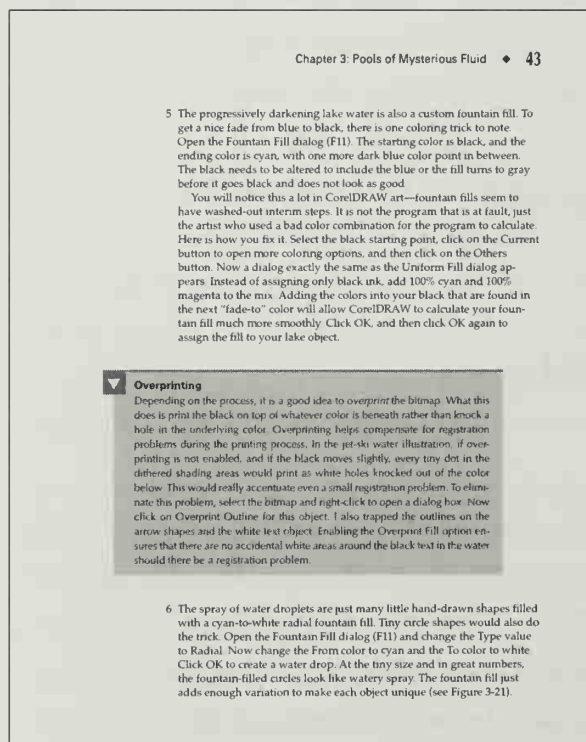 Chapter 3: Pools of Mysterious Fluid ◆ 43
5 The progressively darkening lake water is also a custom fountain fill. To
get a nice fade from blue to black, there is one coloring trick to note.
Open the Fountain Fill dialog (F11). The starting color is black, and the
ending color is cyan, with one more dark blue color point in between.
The black needs to be altered to include the blue or the fill turns to gray
before it goes black and does not look as good
You will notice this a lot in CorelDRAW art—fountain fills seem to
have washed-out interim steps. It is not the program that is at fault, just
the artist who used a bad color combination for the program to calculate.
Here is how you fix it. Select the black starting point, click on the Current
button to open more coloring options, and then click on the Others
button. Now a dialog exactly the same as the Uniform Fill dialog ap-
pears. Instead of assigning only black ink, add 100% cyan and 100%
magenta to the mix. Adding the colors into your black that are found in
the next "fade-to" color will allow CorelDRAW to calculate your foun-
tain fill much more smoothly. Click OK, and then click OK again to
assign the fill to your lake object.
Overprinting
Depending on the process, it is a good idea to overprint the bitmap. What this
does is print the black on top of whatever color is beneath rather than knock a
hole in the underlying color. Overprinting helps compensate for registration
problems during the printing process. In the jet-ski water illustration, if over-
printing is not enabled, and if the black moves slightly, every tiny dot in the
dithered shading areas would print as white holes knocked out of the color
below. This would really accentuate even a small registration problem. To elimi-
nate this problem, select the bitmap and right-click to open a dialog box. Now
click on Overprint Outline for this object. I also trapped the outlines on the
arrow shapes and the white text object. Enabling the Overprint Fill option en-
sures that there are no accidental white areas around the black text in the water
should there be a registration problem.
6 The spray of water droplets are just many little hand-drawn shapes filled
with a cyan-to-white radial fountain fill. Tiny circle shapes would also do
the trick. Open the Fountain Fill dialog (F11) and change the Type value
to Radial. Now change the From color to cyan and the To color to white.
Click OK to create a water drop. At the tiny size and in great numbers,
the fountain-filled circles look like watery spray. The fountain fill just
adds enough variation to make each object unique (see Figure 3-21).